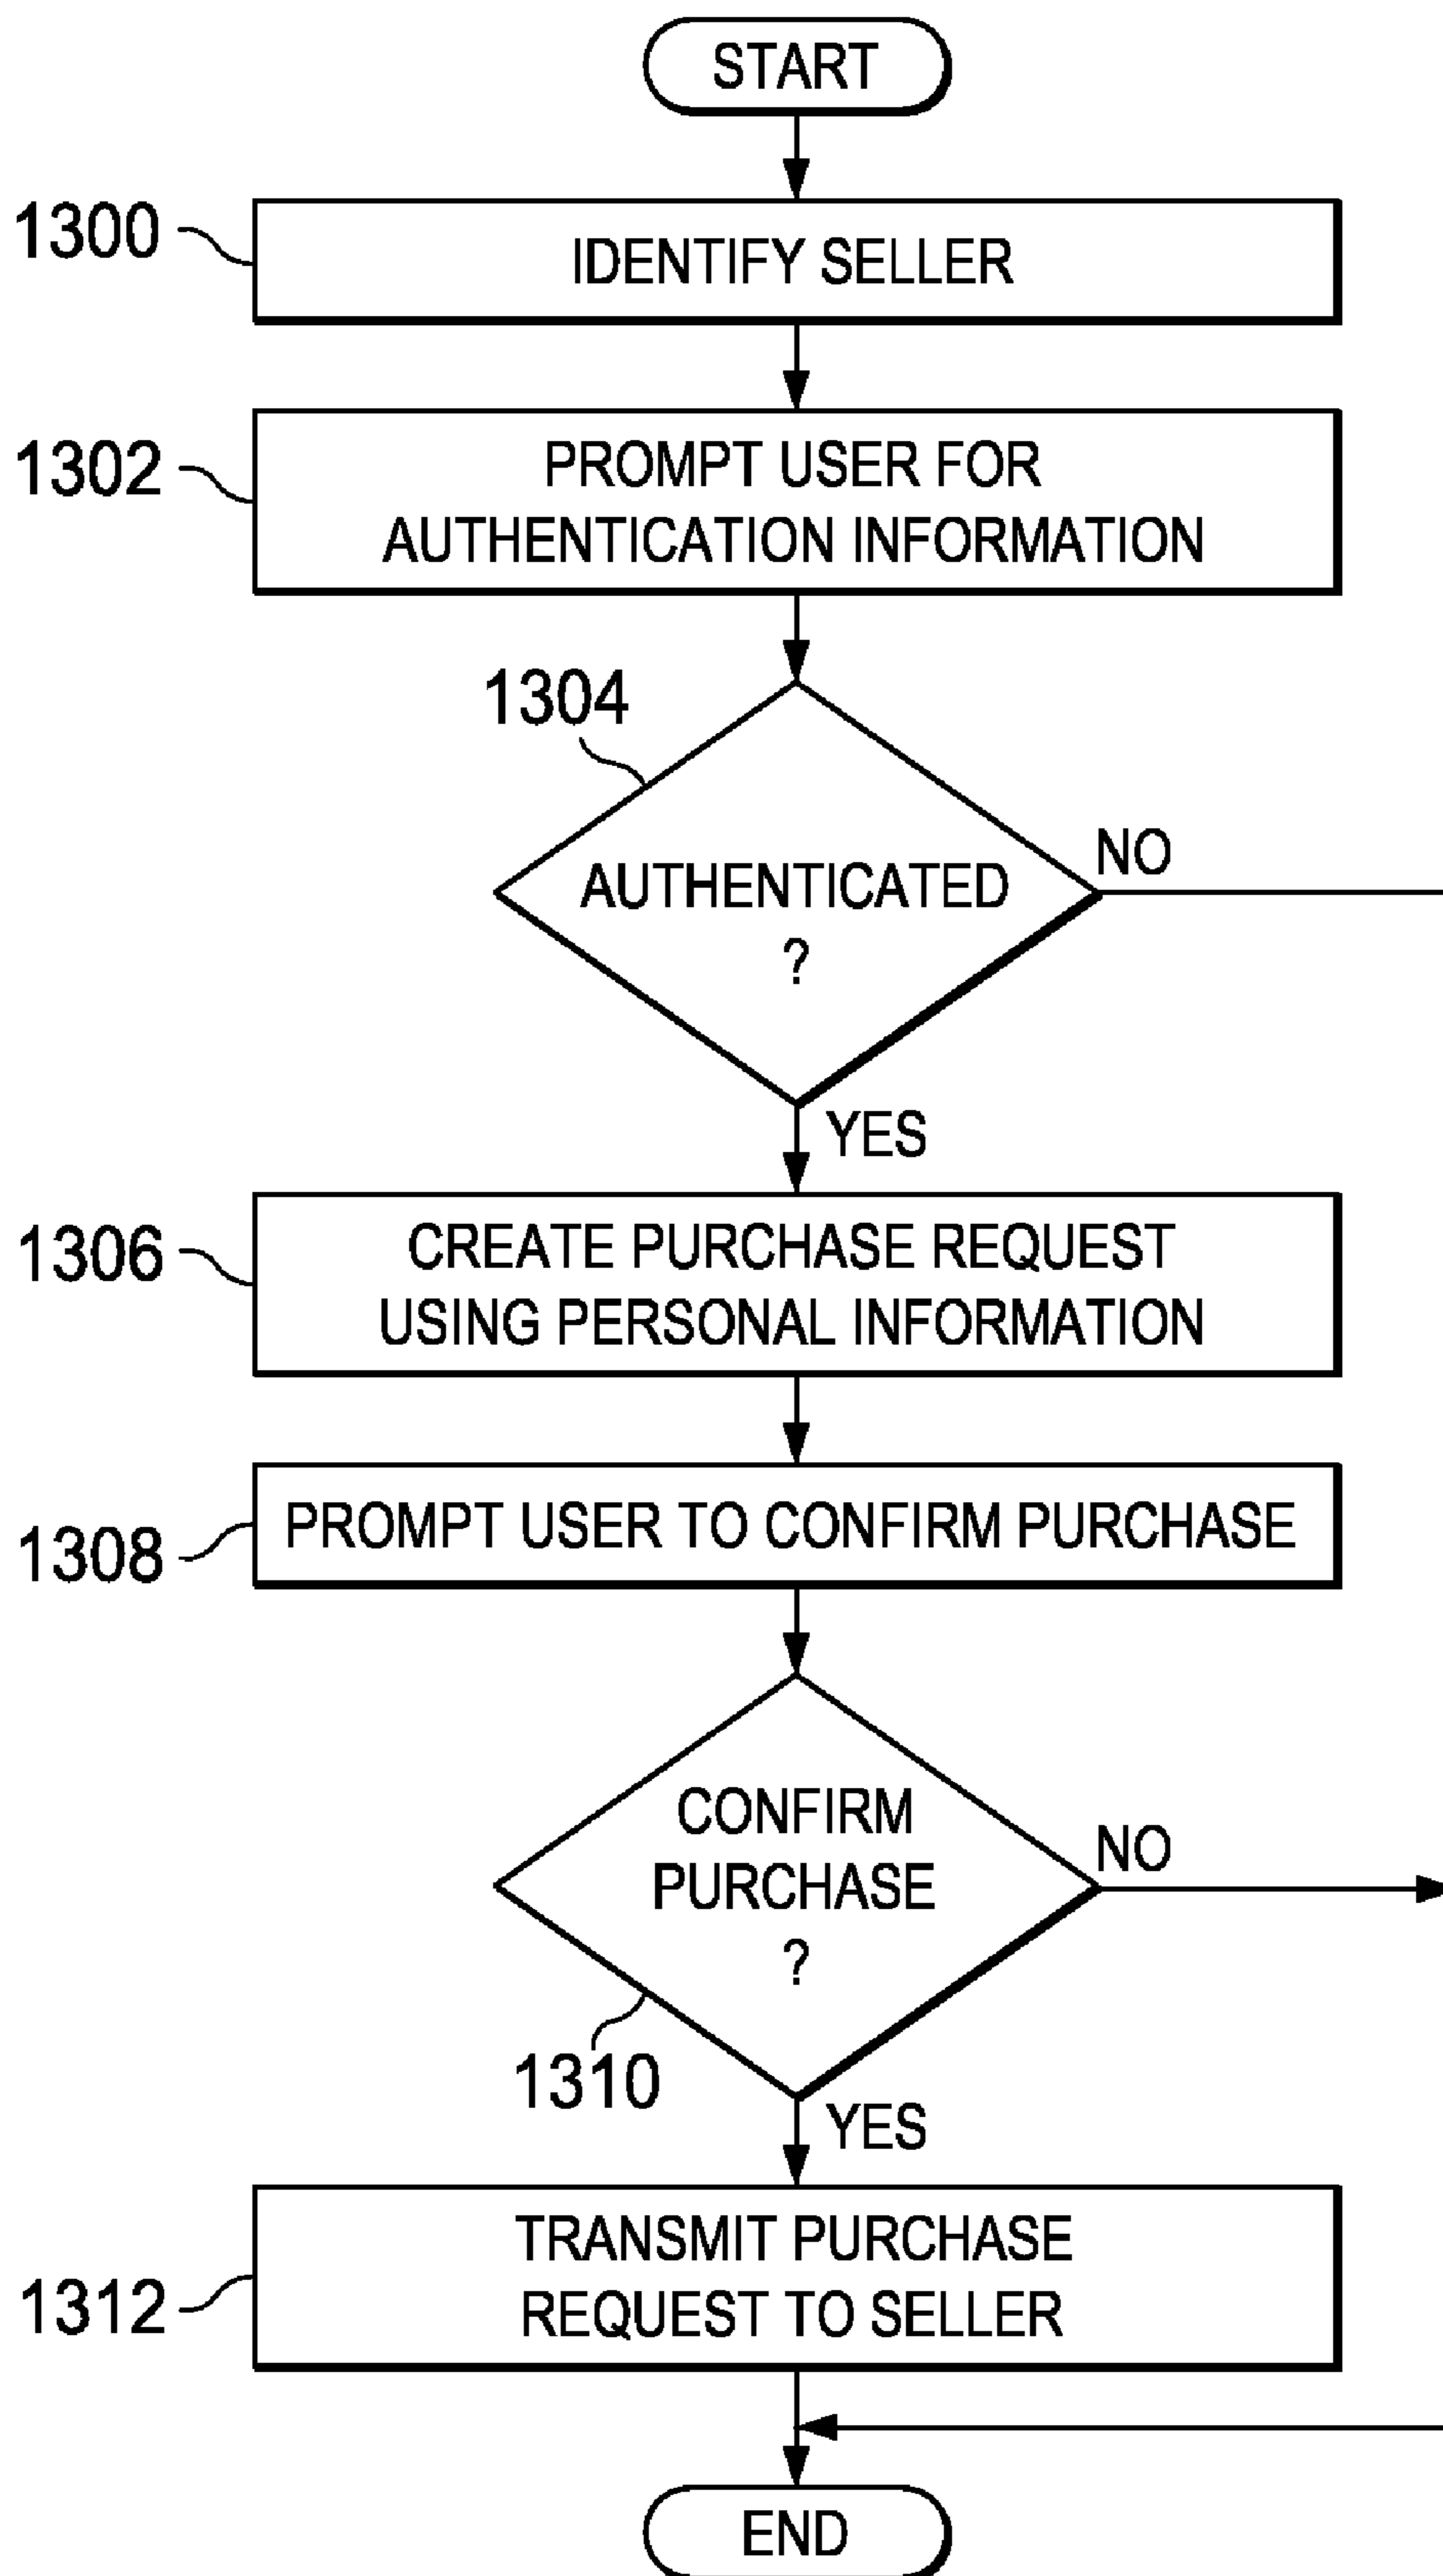 START
1300
IDENTIFY SELLER
1302
PROMPT USER FOR
AUTHENTICATION INFORMATION
1304
AUTHENTICATED
?
NO
YES
1306
CREATE PURCHASE REQUEST
USING PERSONAL INFORMATION
1308
PROMPT USER TO CONFIRM PURCHASE
CONFIRM
PURCHASE
?
NO
1310
YES
1312
TRANSMIT PURCHASE
REQUEST TO SELLER
END